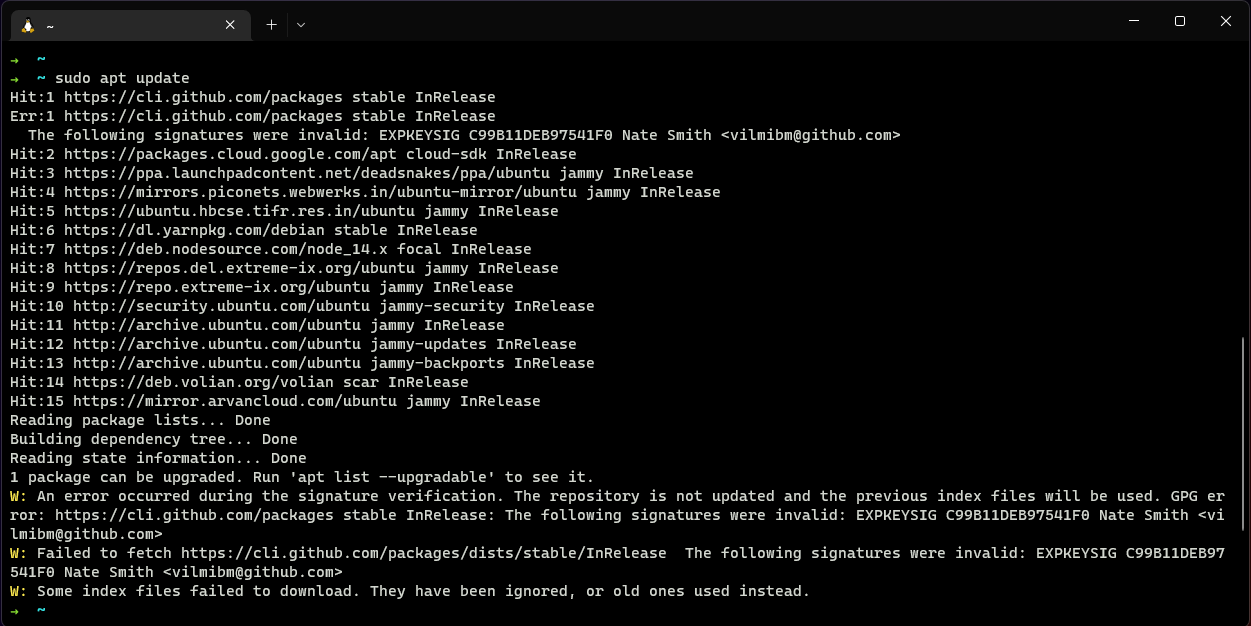 ~
→ ~
→ ~ sudo apt update
Hit:1 https://cli.github.com/packages stable InRelease
Err:1 https://cli.github.com/packages stable InRelease
  The following signatures were invalid: EXPKEYSIG C99B11DEB97541F0 Nate Smith <vilmibm@github.com>
Hit:2 https://packages.cloud.google.com/apt cloud-sdk InRelease
Hit:3 https://ppa.launchpadcontent.net/deadsnakes/ppa/ubuntu jammy InRelease
Hit:4 https://mirrors.piconets.webwerks.in/ubuntu-mirror/ubuntu jammy InRelease
Hit:5 https://ubuntu.hbcse.tifr.res.in/ubuntu jammy InRelease
Hit:6 https://dl.yarnpkg.com/debian stable InRelease
Hit:7 https://deb.nodesource.com/node_14.x focal InRelease
Hit:8 https://repos.del.extreme-ix.org/ubuntu jammy InRelease
Hit:9 https://repo.extreme-ix.org/ubuntu jammy InRelease
Hit:10 http://security.ubuntu.com/ubuntu jammy-security InRelease
Hit:11 http://archive.ubuntu.com/ubuntu jammy InRelease
Hit:12 http://archive.ubuntu.com/ubuntu jammy-updates InRelease
Hit:13 http://archive.ubuntu.com/ubuntu jammy-backports InRelease
Hit:14 https://deb.volian.org/volian scar InRelease
Hit:15 https://mirror.arvancloud.com/ubuntu jammy InRelease
Reading package lists... Done
Building dependency tree... Done
Reading state information... Done
1 package can be upgraded. Run 'apt list --upgradable' to see it.
W: An error occurred during the signature verification. The repository is not updated and the previous index files will be used. GPG er
ror: https://cli.github.com/packages stable InRelease: The following signatures were invalid: EXPKEYSIG C99B11DEB97541F0 Nate Smith <vi
lmibm@github.com>
W: Failed to fetch https://cli.github.com/packages/dists/stable/InRelease  The following signatures were invalid: EXPKEYSIG C99B11DEB97
541F0 Nate Smith <vilmibm@github.com>
W: Some index files failed to download. They have been ignored, or old ones used instead.
→ ~